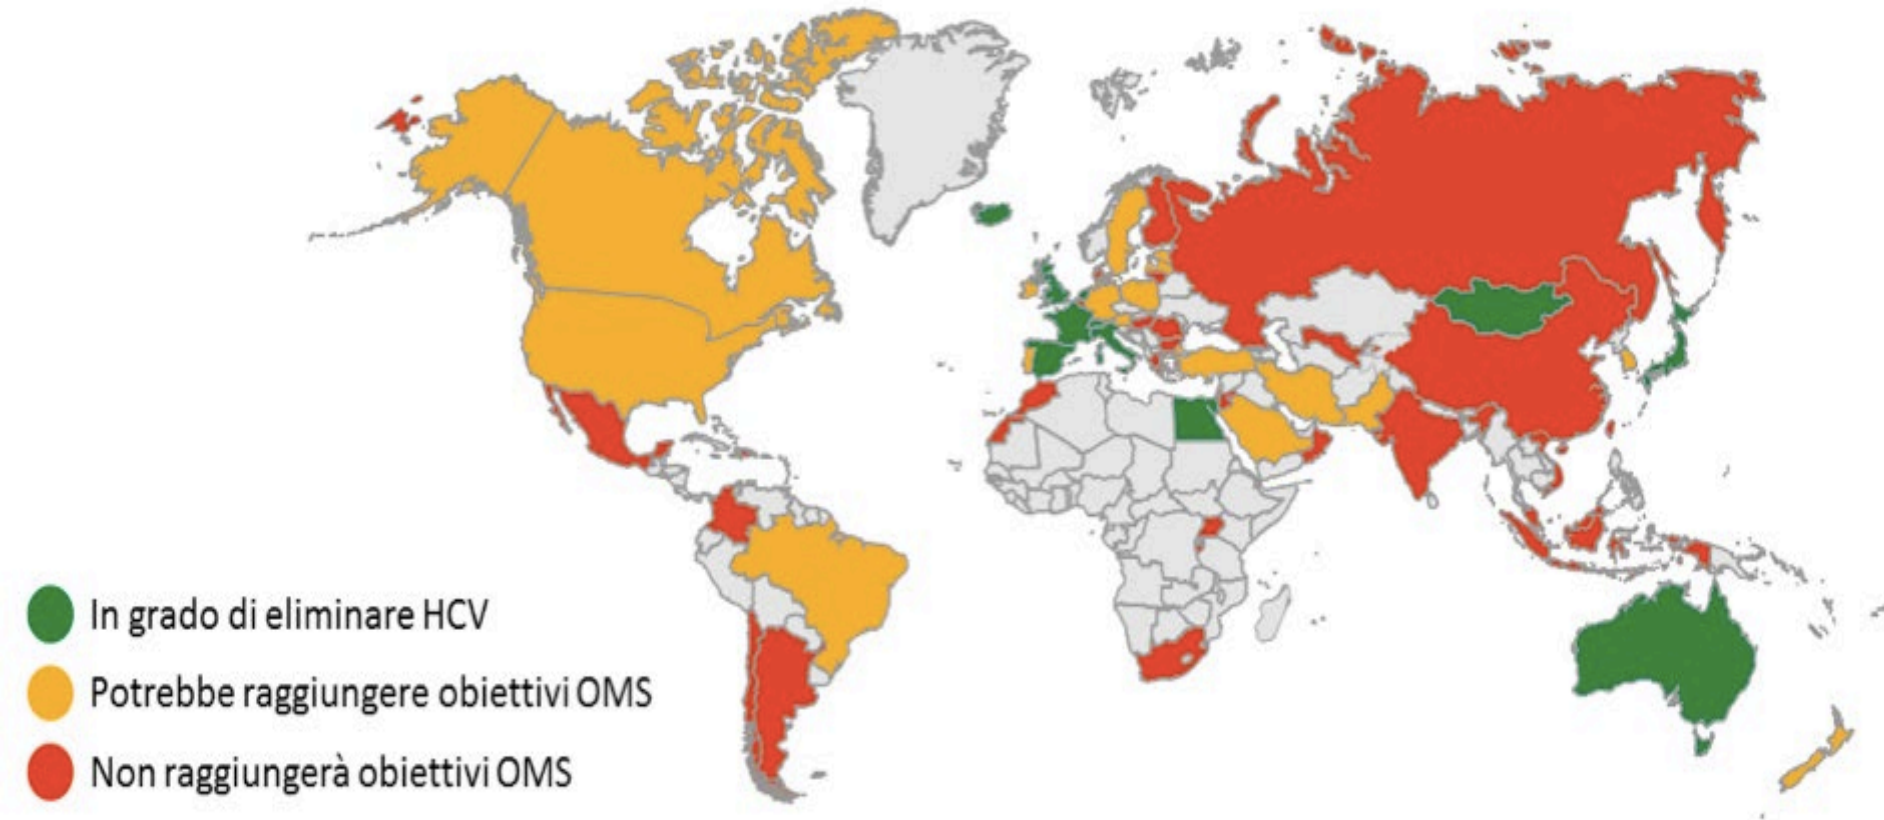 In grado di eliminare HCV
Potrebbe raggiungere obiettivi OMS
Non raggiungerà obiettivi OMS